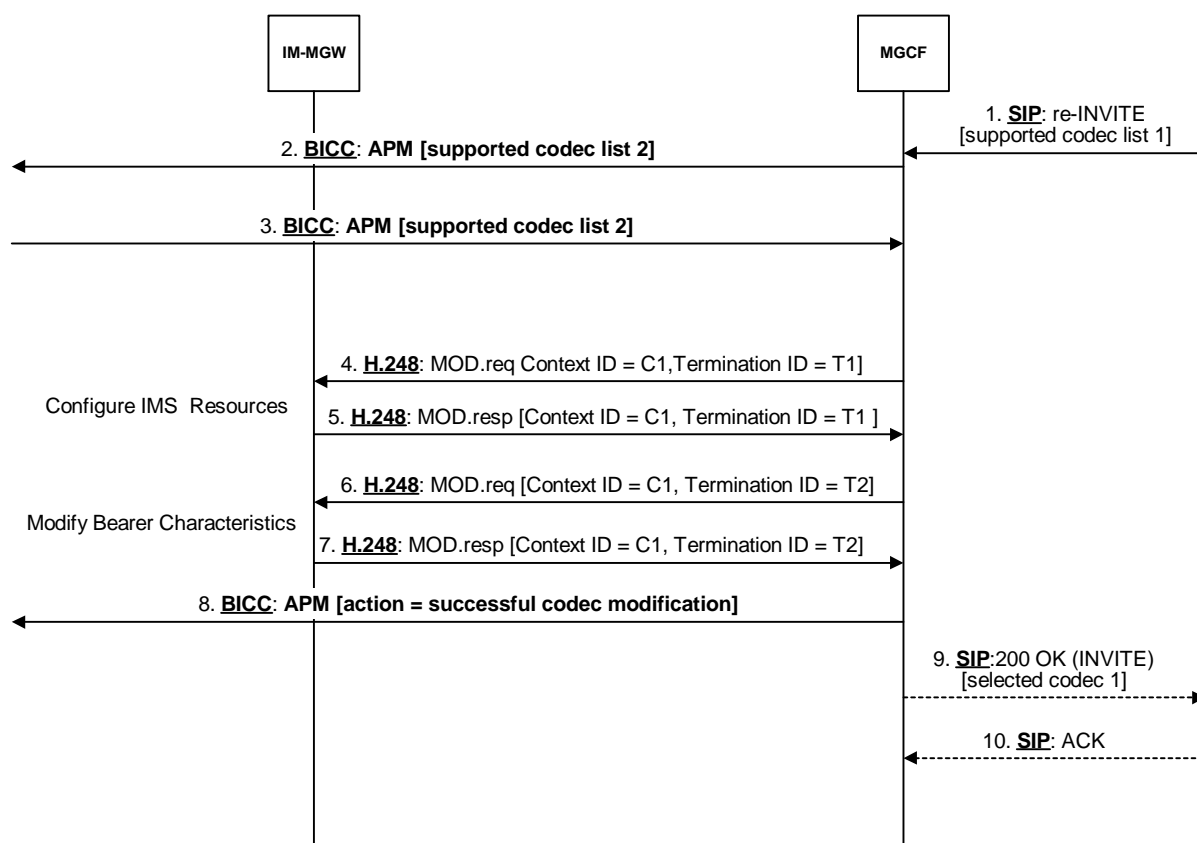 IM-MGW
MGCF
1. SIP: re-INVITE
[supported codec list 1]
2. BICC: APM [supported codec list 2]
3. BICC: APM [supported codec list 2]
4. H.248: MOD.req Context ID = C1,Termination ID = T1]
Configure IMS Resources
5. H.248: MOD.resp [Context ID = C1, Termination ID = T1 ]
6. H.248: MOD.req [Context ID = C1, Termination ID = T2]
Modify Bearer Characteristics
7. H.248: MOD.resp [Context ID = C1, Termination ID = T2]
8. BICC: APM [action = successful codec modification]
9. SIP:200 OK (INVITE)
[selected codec 1]
10. SIP: ACK